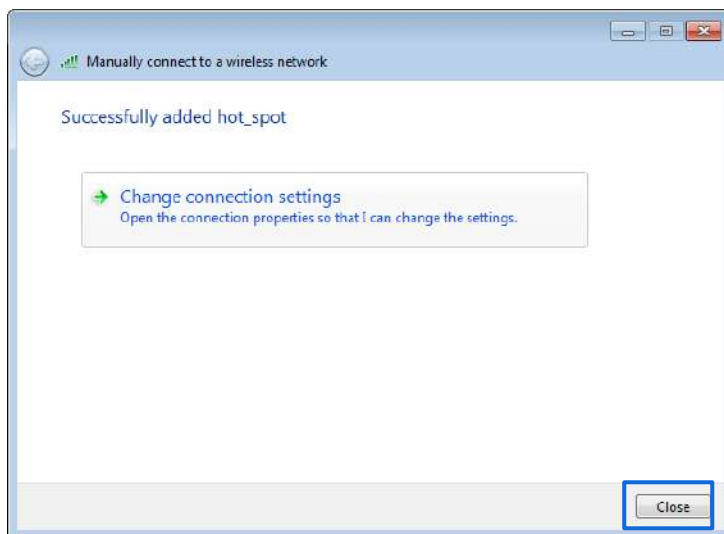 Manually connect to a wireless network
Successfully added hot_spot
Change connection settings
Open the connection properties so that I can change the settings.
Close